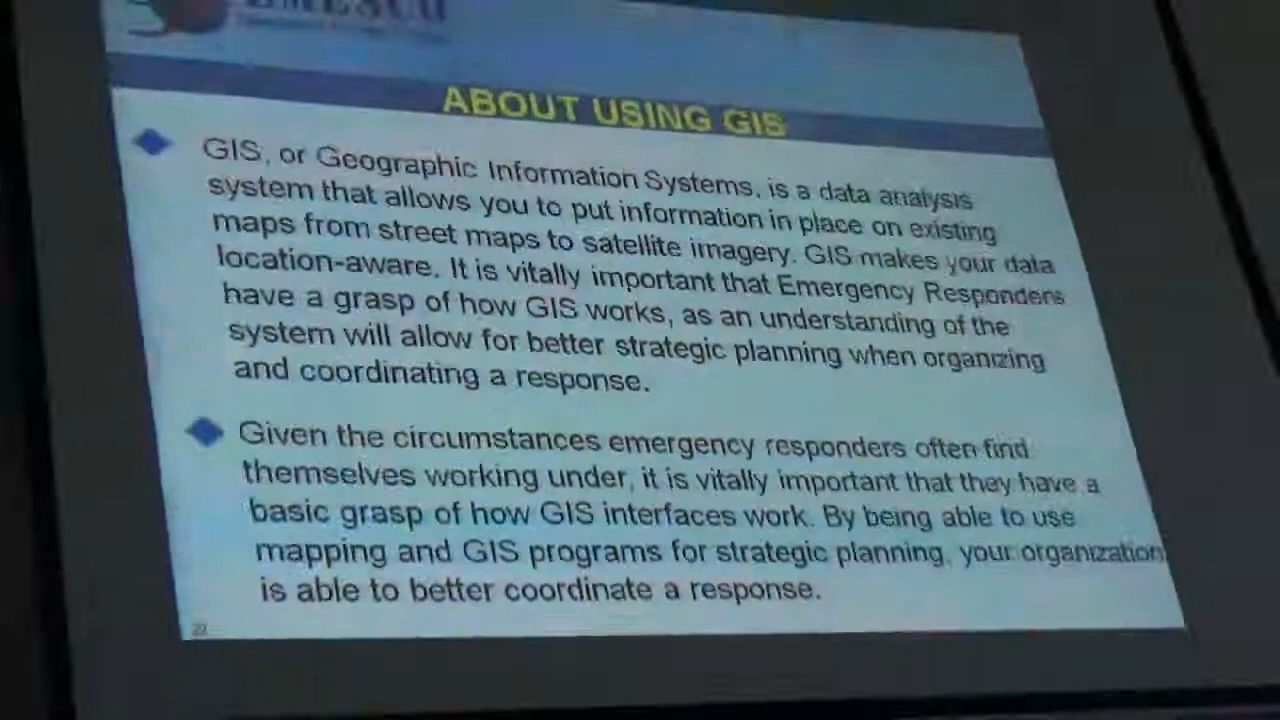 ABOUT USING GIS
GIS, or Geographic Information Systems, is a data analysis
system that allows you to put information in place on existing
maps from street maps to satellite imagery. GIS makes your data
location-aware. It is vitally important that Emergency Responders
have a grasp of how GIS works, as an understanding of the
system will allow for better strategic planning when organizing
and coordinating a response.
Given the circumstances emergency responders often find
themselves working under, it is vitally important that they have a
basic grasp of how GIS interfaces work. By being able to use
mapping and GIS programs for strategic planning, your organization
is able to better coordinate a response.